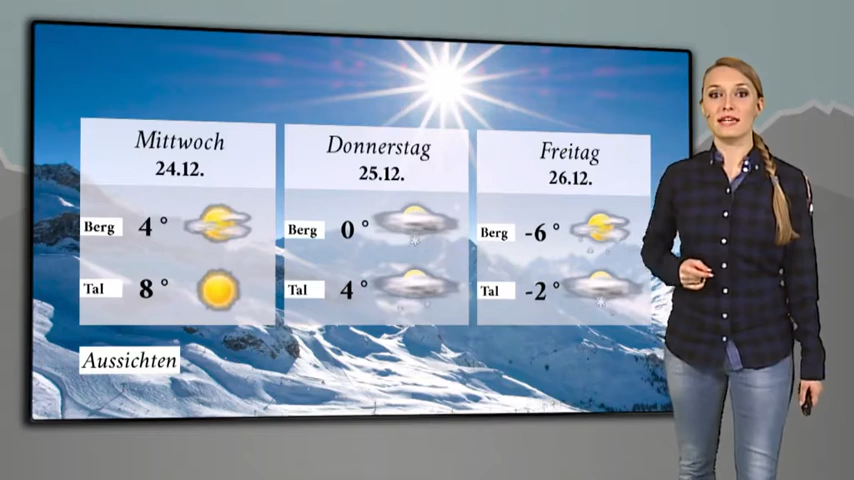 Mittwoch
24.12.
Berg 4°
Tal 8°
Donnerstag
25.12.
Berg 0°
Tal 4°
Freitag
26.12.
Berg -6°
Tal -2°
Aussichten